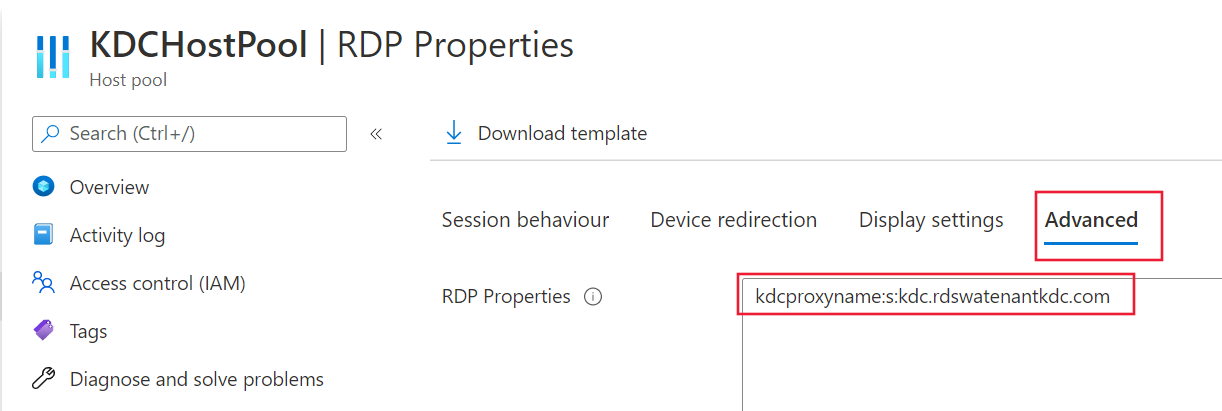 KDCHostPool | RDP Properties
Host pool
Search (Ctrl+/)
«
Download template
Overview
Activity log
Access control (IAM)
Tags
Diagnose and solve problems
Session behaviour
Device redirection
Display settings
Advanced
RDP Properties
kdcproxyname:s:kdc.rdswatenantkdc.com